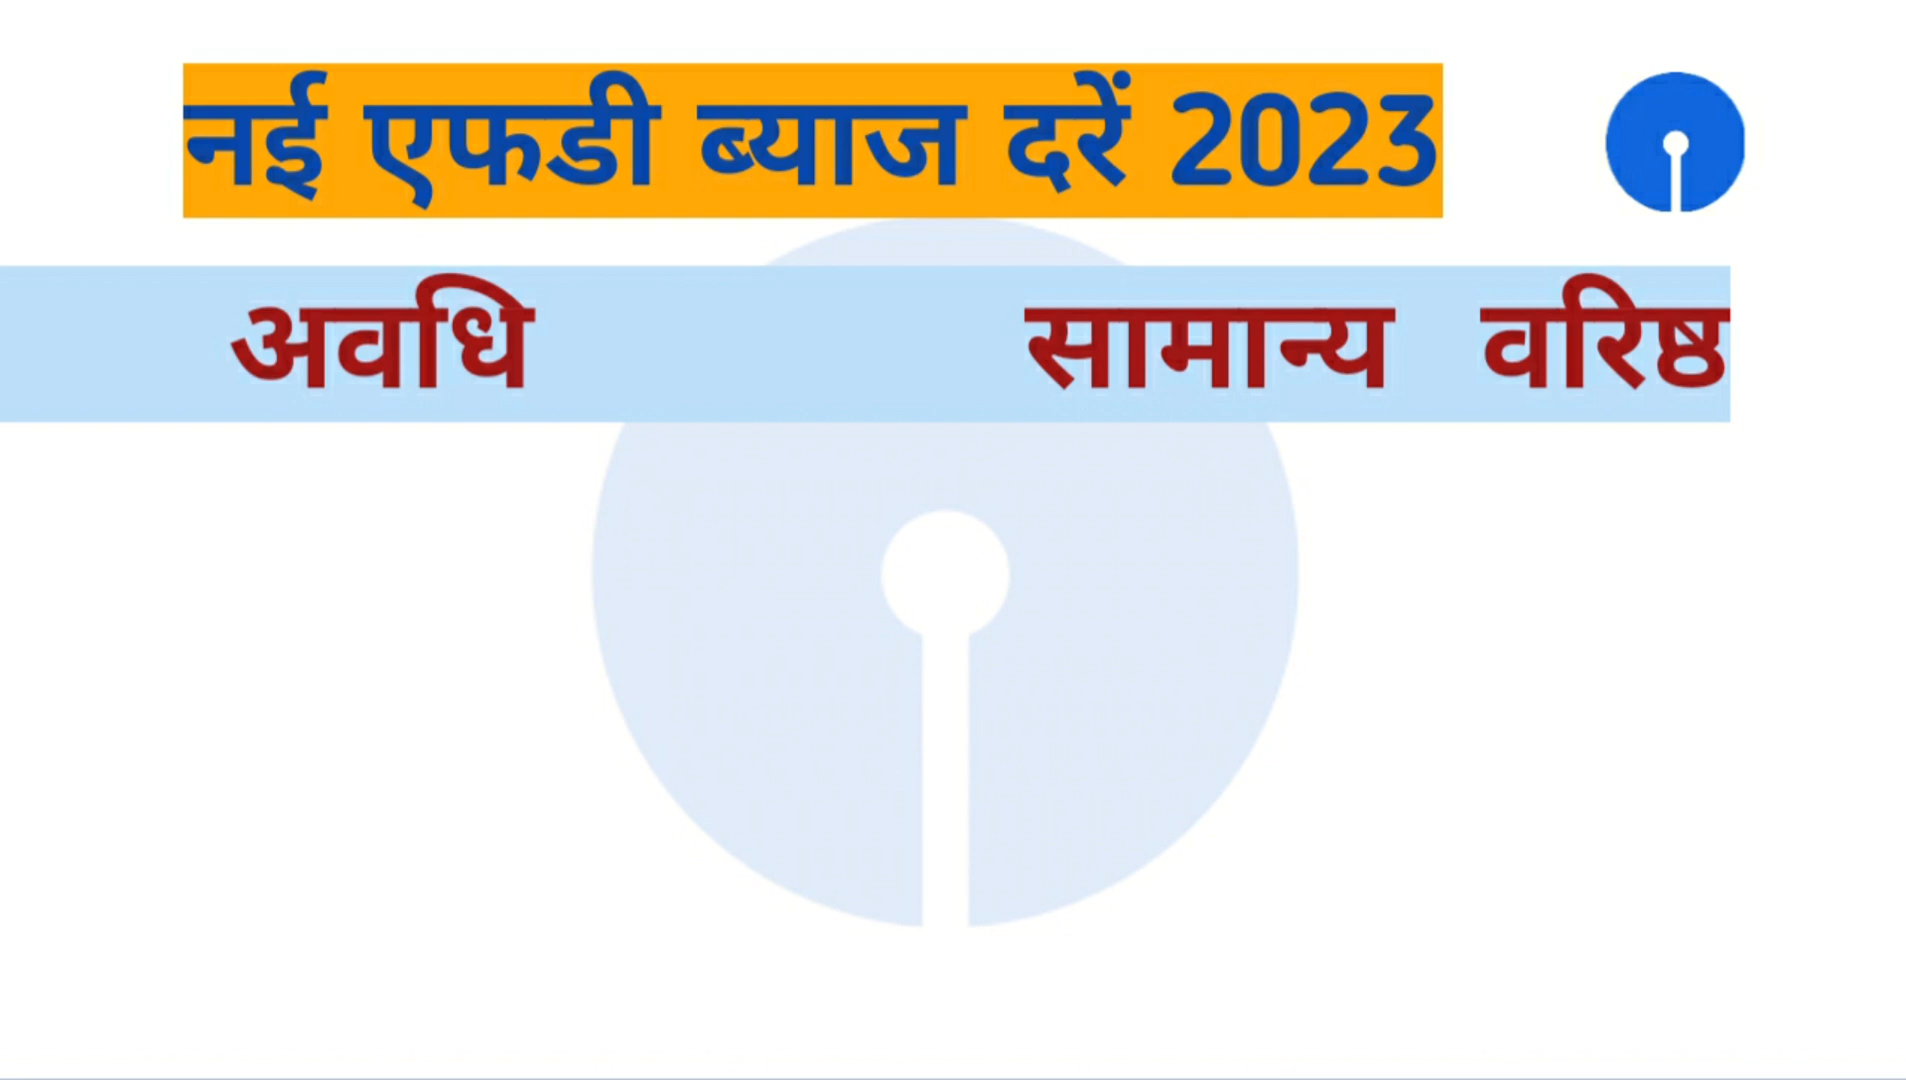 नई एफडी ब्याज दरें 2023
अवधि सामान्य वरिष्ठ